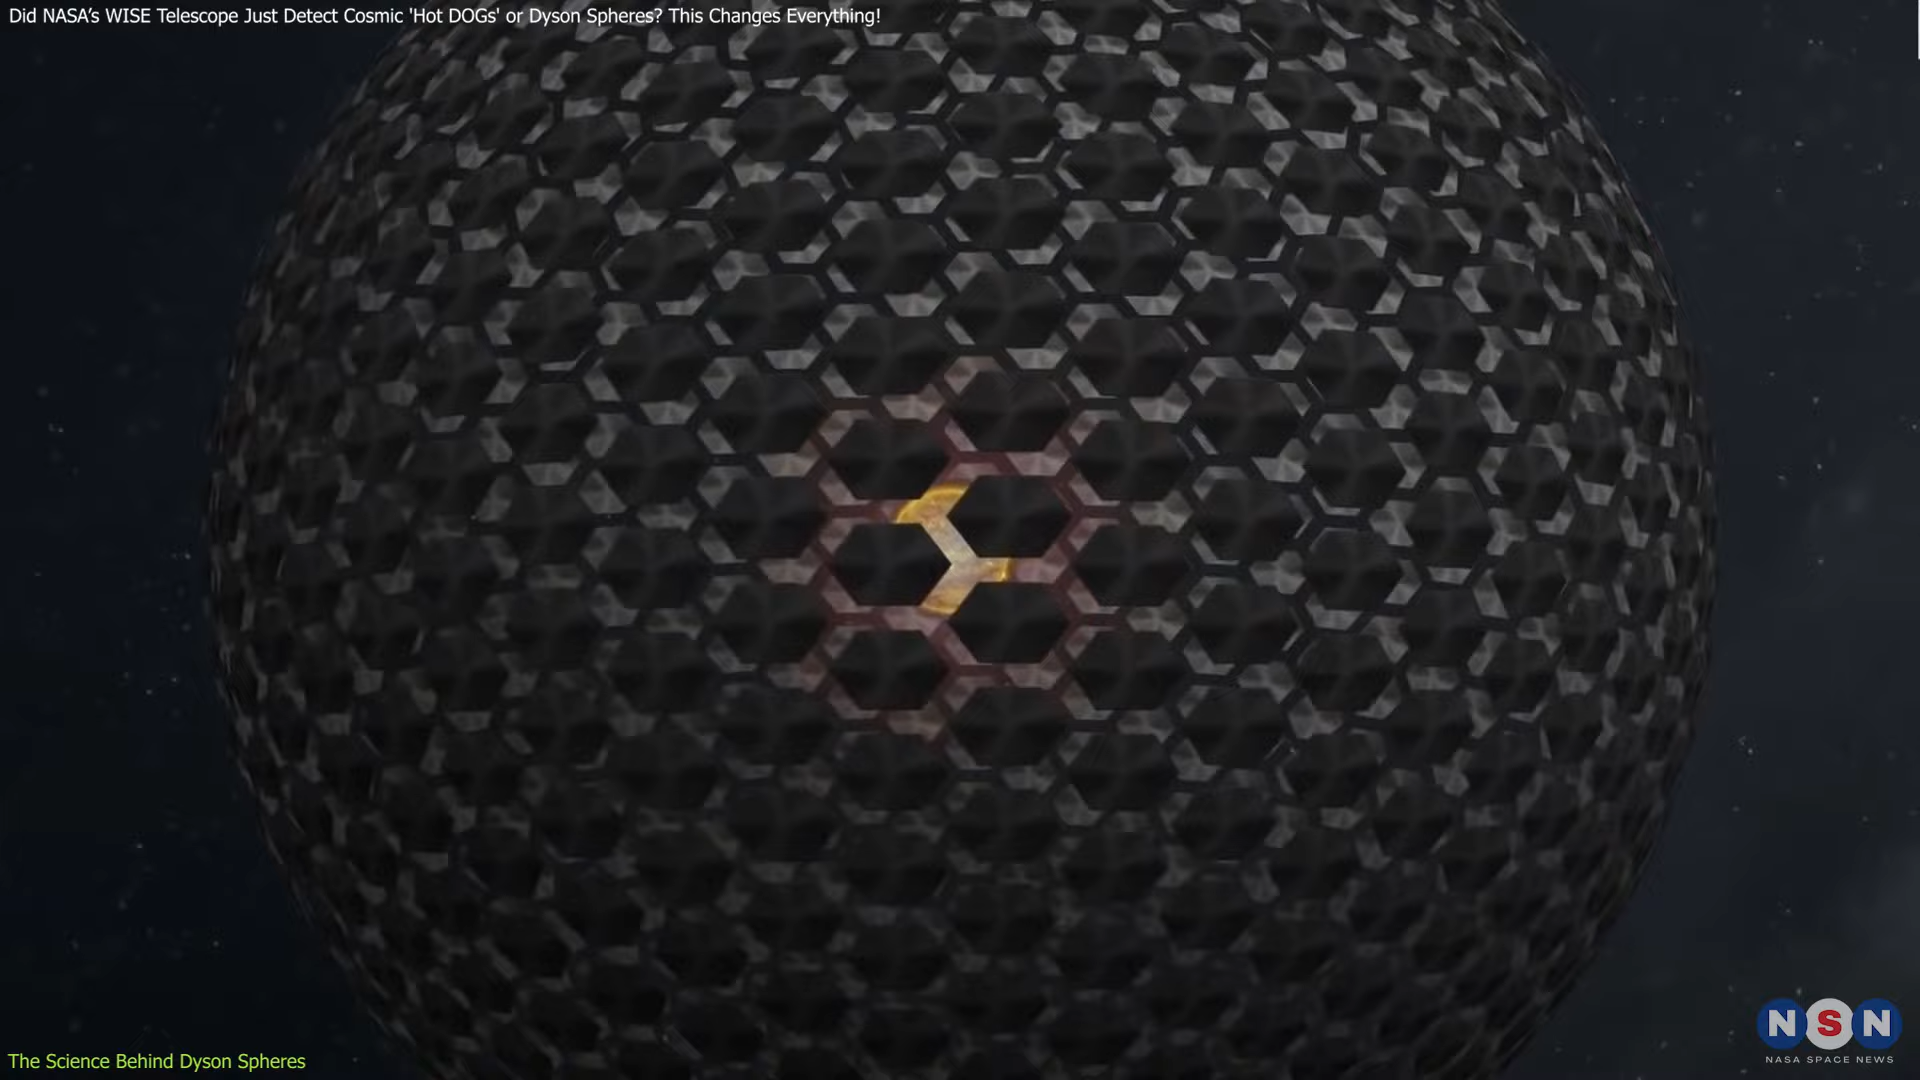 Did NASA’s WISE Telescope Just Detect Cosmic 'Hot DOGs' or Dyson Spheres? This Changes Everything!
The Science Behind Dyson Spheres
NSN
NASA SPACE NEWS